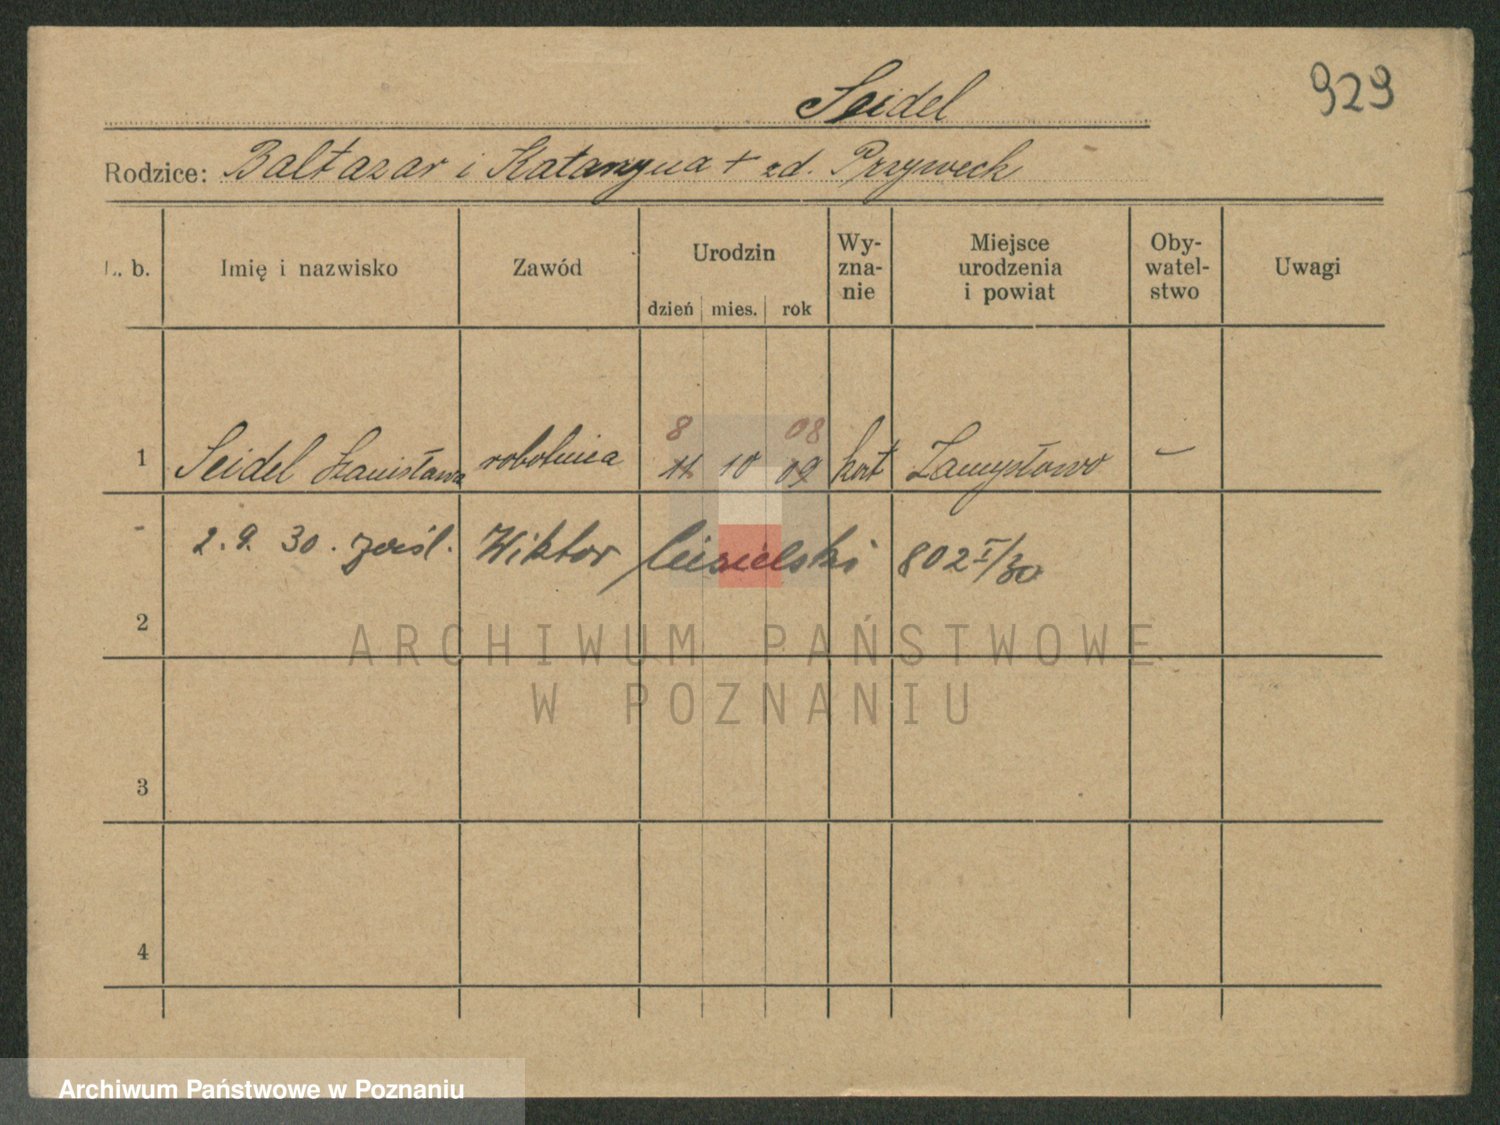 929
Seidel
Rodzice: Baltazar i Katarzyna + zd. Przyweck
L. b. Imię i nazwisko Zawód Urodzin dzień mies. rok Wy-zna-nie Miejsce urodzenia i powiat Oby-watel-stwo Uwagi
8 08
1 Seidel Stanisława robotnica 11 10 09 kat Zamysłowo –
2. 9. 30. zaśl. Wiktor Ciesielski 802 I/30
2
3
4
ARCHIWUM PAŃSTWOWE
W POZNANIU
Archiwum Państwowe w Poznaniu